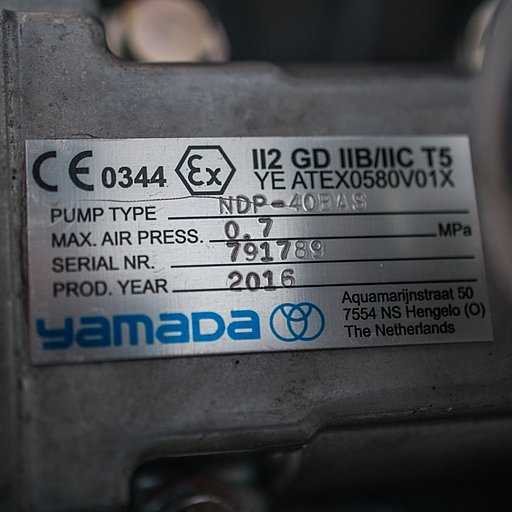 CE 0344 Ex II2 GD IIB/IIC T5
YE ATEX0580V01X
PUMP TYPE NDP-40BAS
MAX. AIR PRESS. 0.7 MPa
SERIAL NR. 791789
PROD. YEAR 2016
yamada
Aquamarijnstraat 50
7554 NS Hengelo (O)
The Netherlands